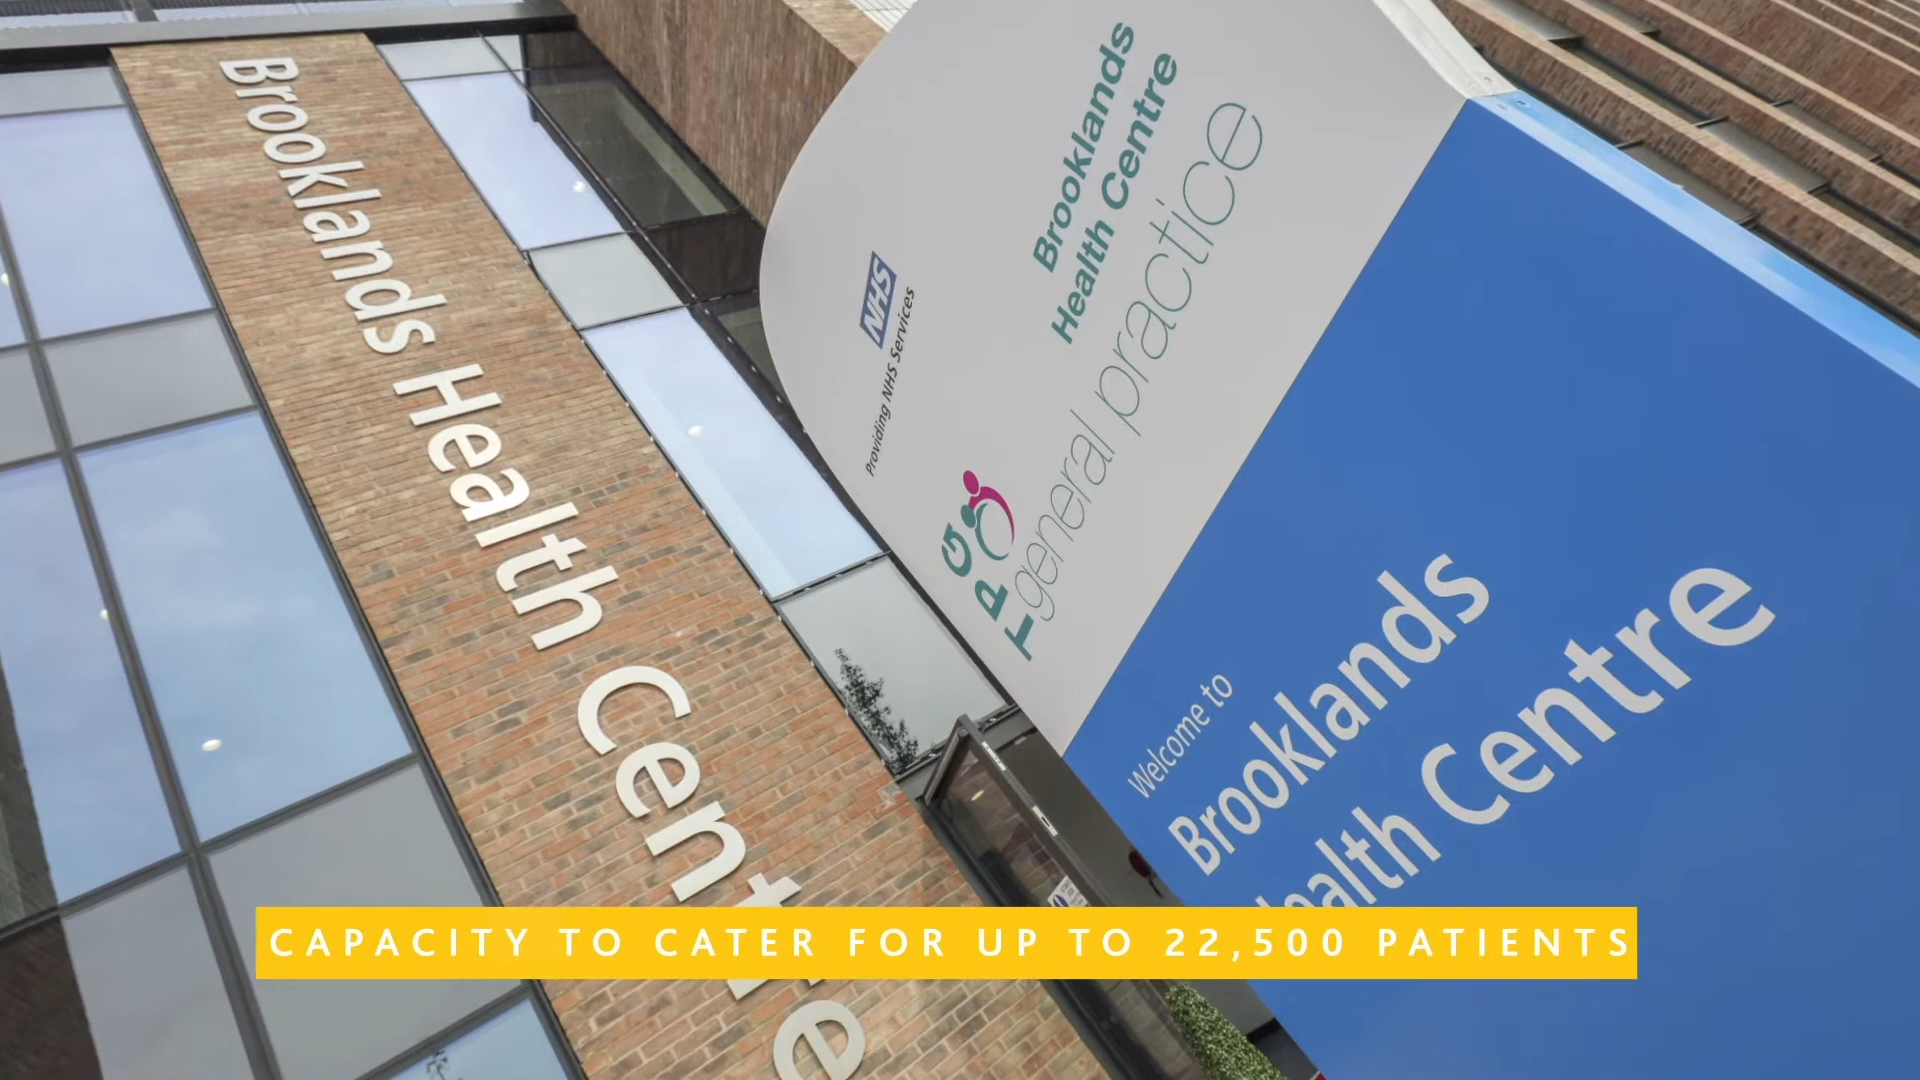 Brooklands Health Centre
NHS
Providing NHS Services
Brooklands
Health Centre
TPG
general practice
Welcome to
Brooklands
Health Centre
CAPACITY TO CATER FOR UP TO 22,500 PATIENTS